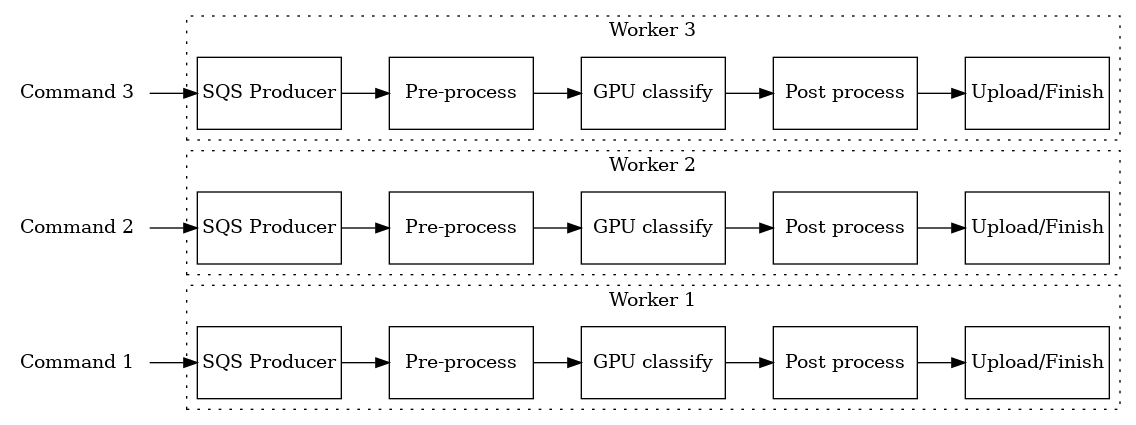 Worker 3
Command 3
SQS Producer
Pre-process
GPU classify
Post process
Upload/Finish
Worker 2
Command 2
SQS Producer
Pre-process
GPU classify
Post process
Upload/Finish
Worker 1
Command 1
SQS Producer
Pre-process
GPU classify
Post process
Upload/Finish